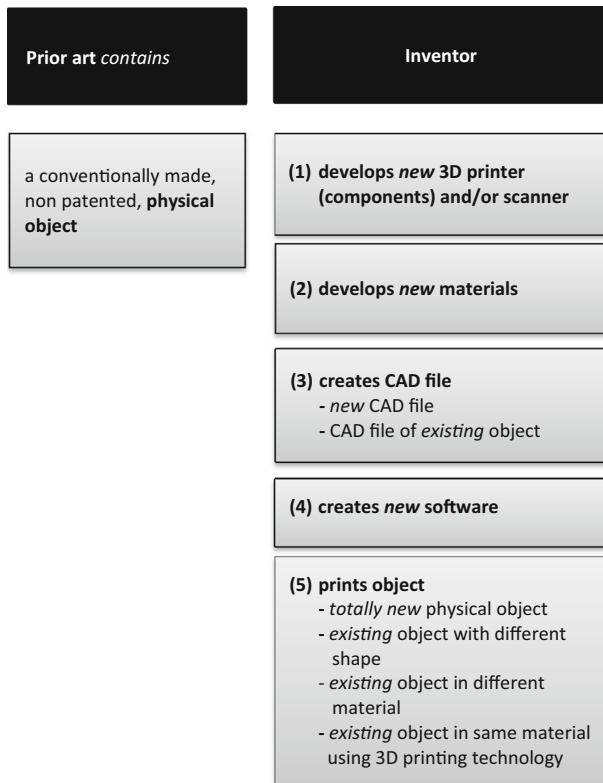 Prior art contains
Inventor
a conventionally made,
non patented, physical
object
(1) develops new 3D printer
(components) and/or scanner
(2) develops new materials
(3) creates CAD file
- new CAD file
- CAD file of existing object
(4) creates new software
(5) prints object
- totally new physical object
- existing object with different
shape
- existing object in different
material
- existing object in same material
using 3D printing technology